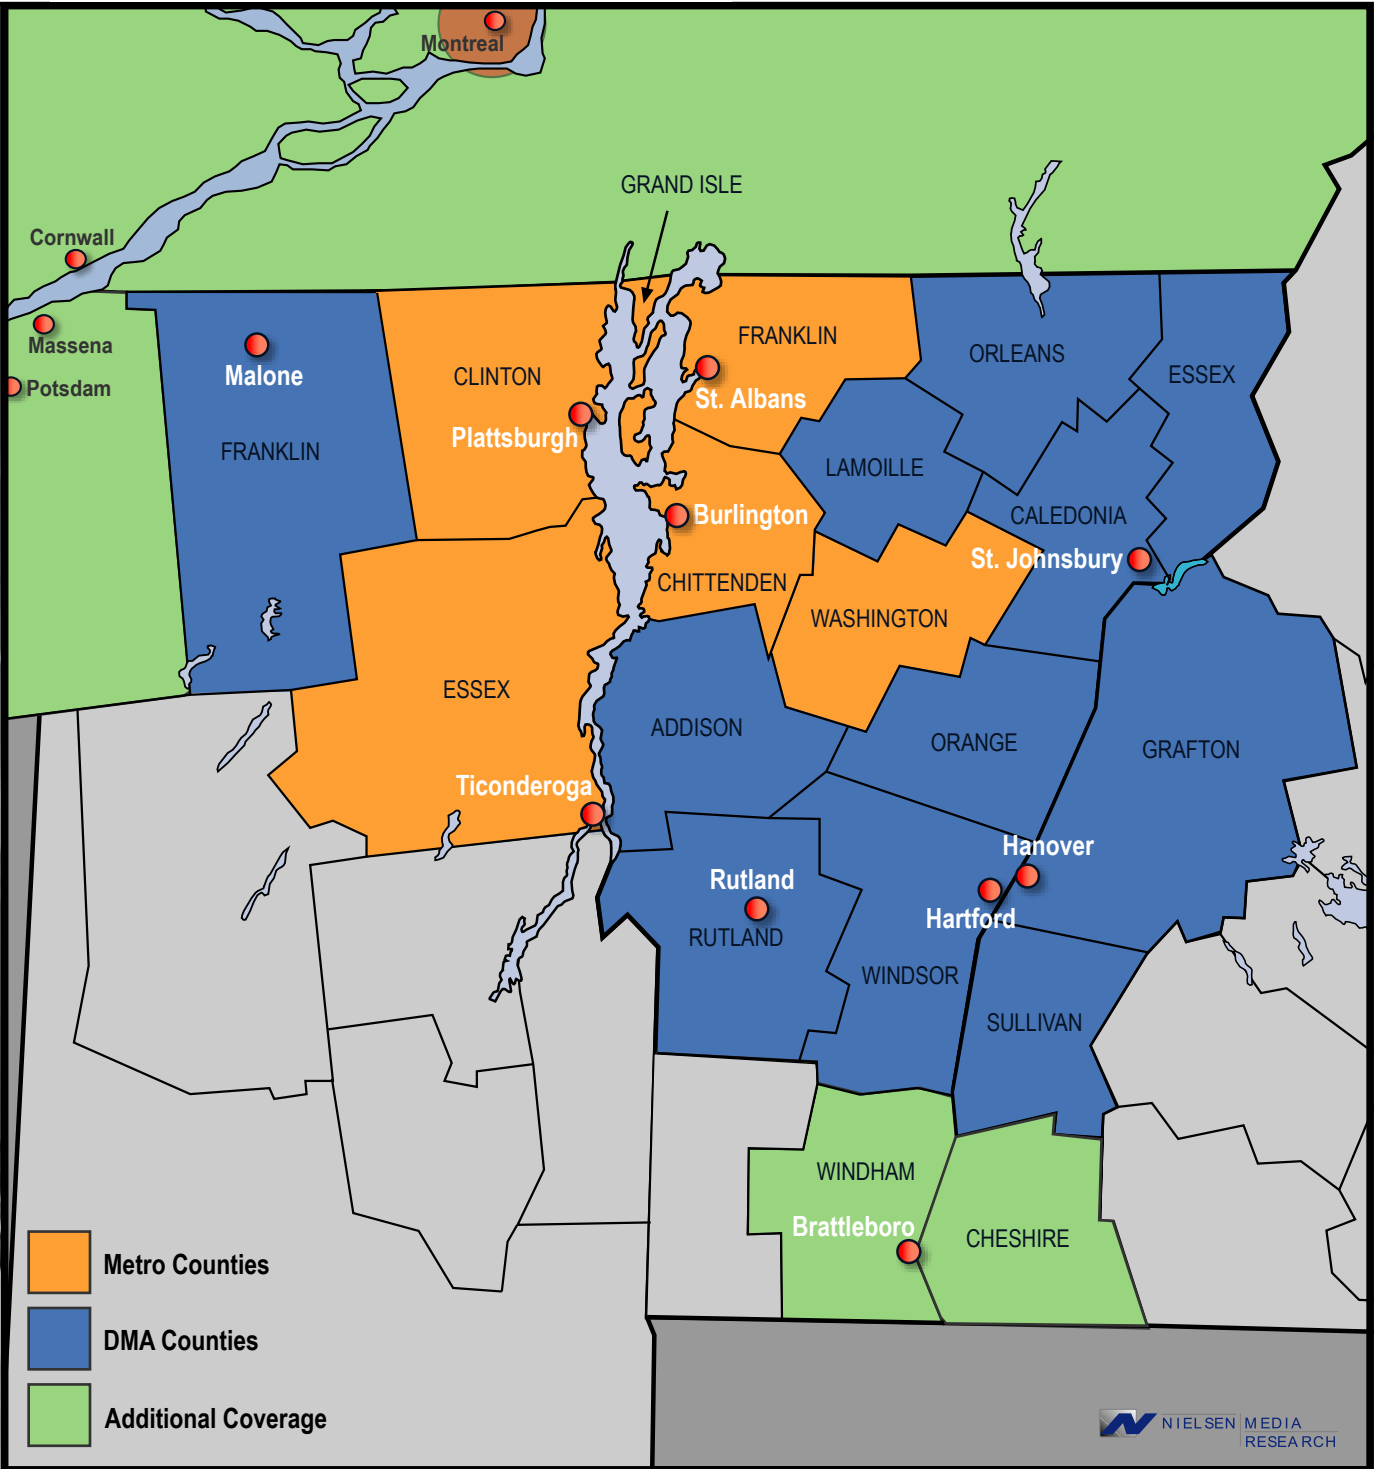 Montreal
GRAND ISLE
Cornwall
Massena
Potsdam
Malone
FRANKLIN
CLINTON
Plattsburgh
FRANKLIN
St. Albans
ORLEANS
ESSEX
LAMOILLE
CALEDONIA
St. Johnsbury
Burlington
CHITTENDEN
WASHINGTON
ESSEX
ADDISON
ORANGE
GRAFTON
Ticonderoga
Hanover
Hartford
Rutland
RUTLAND
WINDSOR
SULLIVAN
WINDHAM
Brattleboro
CHESHIRE
Metro Counties
DMA Counties
Additional Coverage
NIELSEN MEDIA
RESEARCH